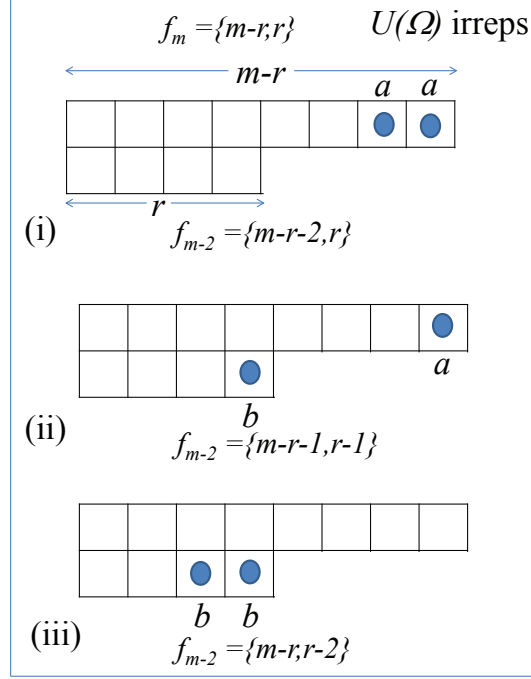 f_m ={m-r,r} U(Ω) irreps
m-r
a a
r
(i) f_{m-2} ={m-r-2,r}
a
b
(ii) f_{m-2} ={m-r-1,r-1}
b b
(iii) f_{m-2} ={m-r,r-2}